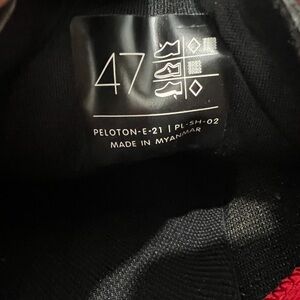 47
PELOTON-E-21 | PL-SH-02
MADE IN MYANMAR